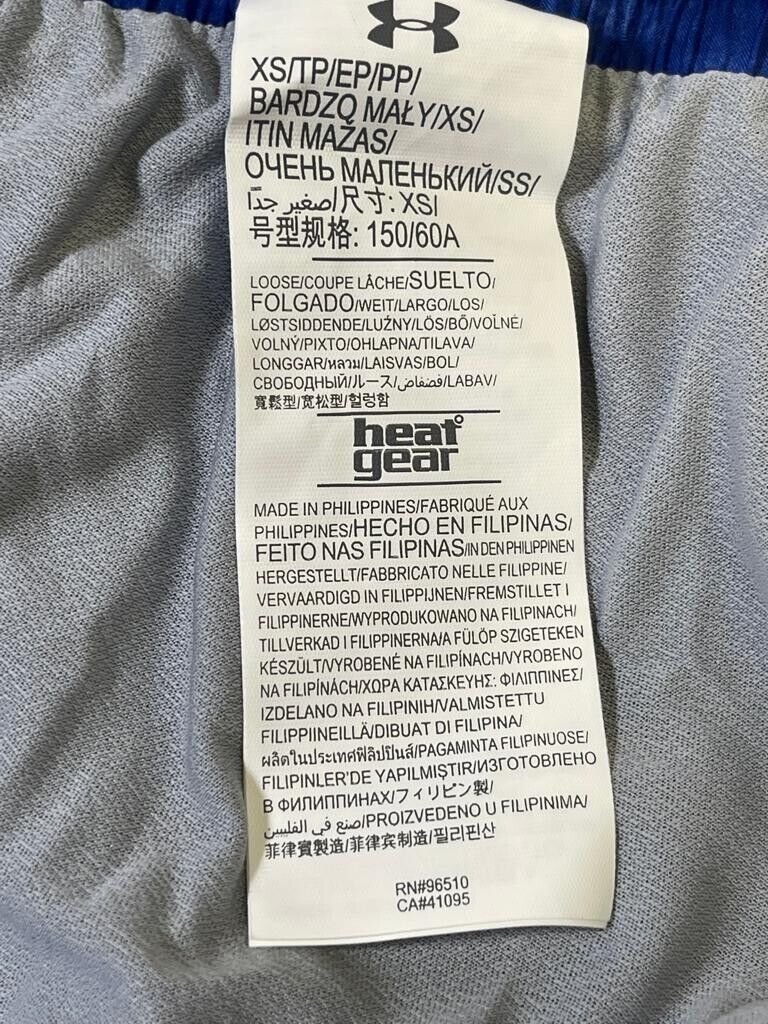 XS/TP/EP/PP/
BARDZO MAŁY/XS/
ITIN MAŽAS/
ОЧЕНЬ МАЛЕНЬКИЙ/SS/
صغير جدًا/尺寸: XS|
号型规格: 150/60A
LOOSE/COUPE LÂCHE/SUELTO/
FOLGADO/WEIT/LARGO/LOS/
LØSTSIDDENDE/LUŹNY/LÖS/BŐ/VOĽNÉ/
VOLNÝ/ΡΙΧΤΟ/OHLAPNA/TILAVA/
LONGGAR/หลวม/LAISVAS/BOL/
СВОБОДНЫЙ/ルース/فضفاض/LABAV/
寬鬆型/宽松型/헐렁함
heat
gear
MADE IN PHILIPPINES/FABRIQUÉ AUX
PHILIPPINES/HECHO EN FILIPINAS/
FEITO NAS FILIPINAS/IN DEN PHILIPPINEN
HERGESTELLT/FABBRICATO NELLE FILIPPINE/
VERVAARDIGD IN FILIPPIJNEN/FREMSTILLET I
FILIPPINERNE/WYPRODUKOWANO NA FILIPINACH/
TILLVERKAD I FILIPPINERNA/A FÜLÖP SZIGETEKEN
KÉSZÜLT/VYROBENÉ NA FILIPÍNACH/VYROBENO
NA FILIPÍNÁCH/ΧΩΡΑ ΚΑΤΑΣΚΕΥΗΣ: ΦΙΛΙΠΠΙΝΕΣ/
IZDELANO NA FILIPINIH/VALMISTETTU
FILIPPIINEILLÄ/DIBUAT DI FILIPINA/
ผลิตในประเทศฟิลิปปินส์/PAGAMINTA FILIPINUOSE/
FILIPINLER'DE YAPILMIŞTIR/ИЗГОТОВЛЕНО
В ФИЛИППИНАХ/フィリピン製/
صنع في الفلبين/PROIZVEDENO U FILIPINIMA/
菲律賓製造/菲律宾制造/필리핀산
RN#96510
CA#41095